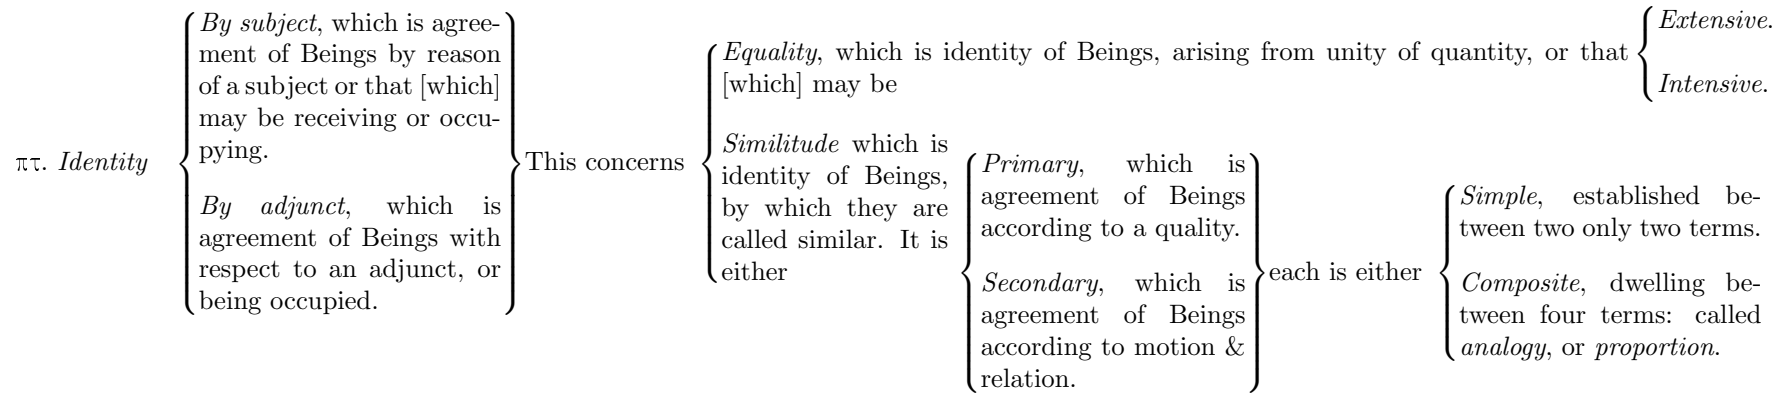 πτ. Identity
By subject, which is agree-
ment of Beings by reason
of a subject or that [which]
may be receiving or occu-
pying.
By adjunct, which is
agreement of Beings with
respect to an adjunct, or
being occupied.
This concerns
Equality, which is identity of Beings, arising from unity of quantity, or that
[which] may be
Extensive.
Intensive.
Similitude which is
identity of Beings,
by which they are
called similar. It is
either
Primary, which is
agreement of Beings
according to a quality.
Secondary, which is
agreement of Beings
according to motion &
relation.
each is either
Simple, established be-
tween two only two terms.
Composite, dwelling be-
tween four terms: called
analogy, or proportion.